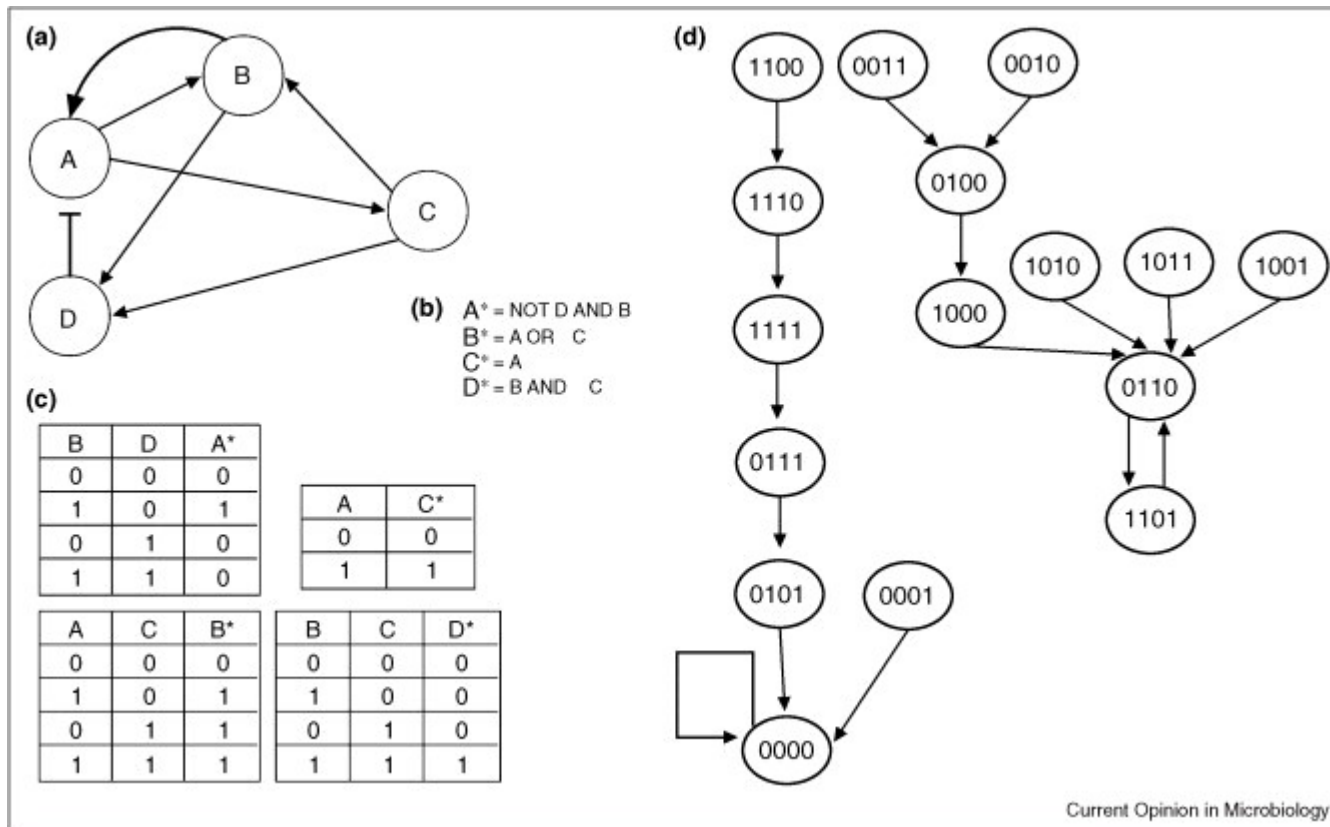 (a)
B
A
C
D
(b)
A* = NOT D AND B
B* = A OR C
C* = A
D* = B AND C
(c)
B D A*
0 0 0
1 0 1
0 1 0
1 1 0
A C*
0 0
1 1
A C B*
0 0 0
1 0 1
0 1 1
1 1 1
B C D*
0 0 0
1 0 0
0 1 0
1 1 1
(d)
1100 0011 0010
1110 0100
1111 1000 1010 1011 1001
0110
0111
1101
0101 0001
0000
Current Opinion in Microbiology